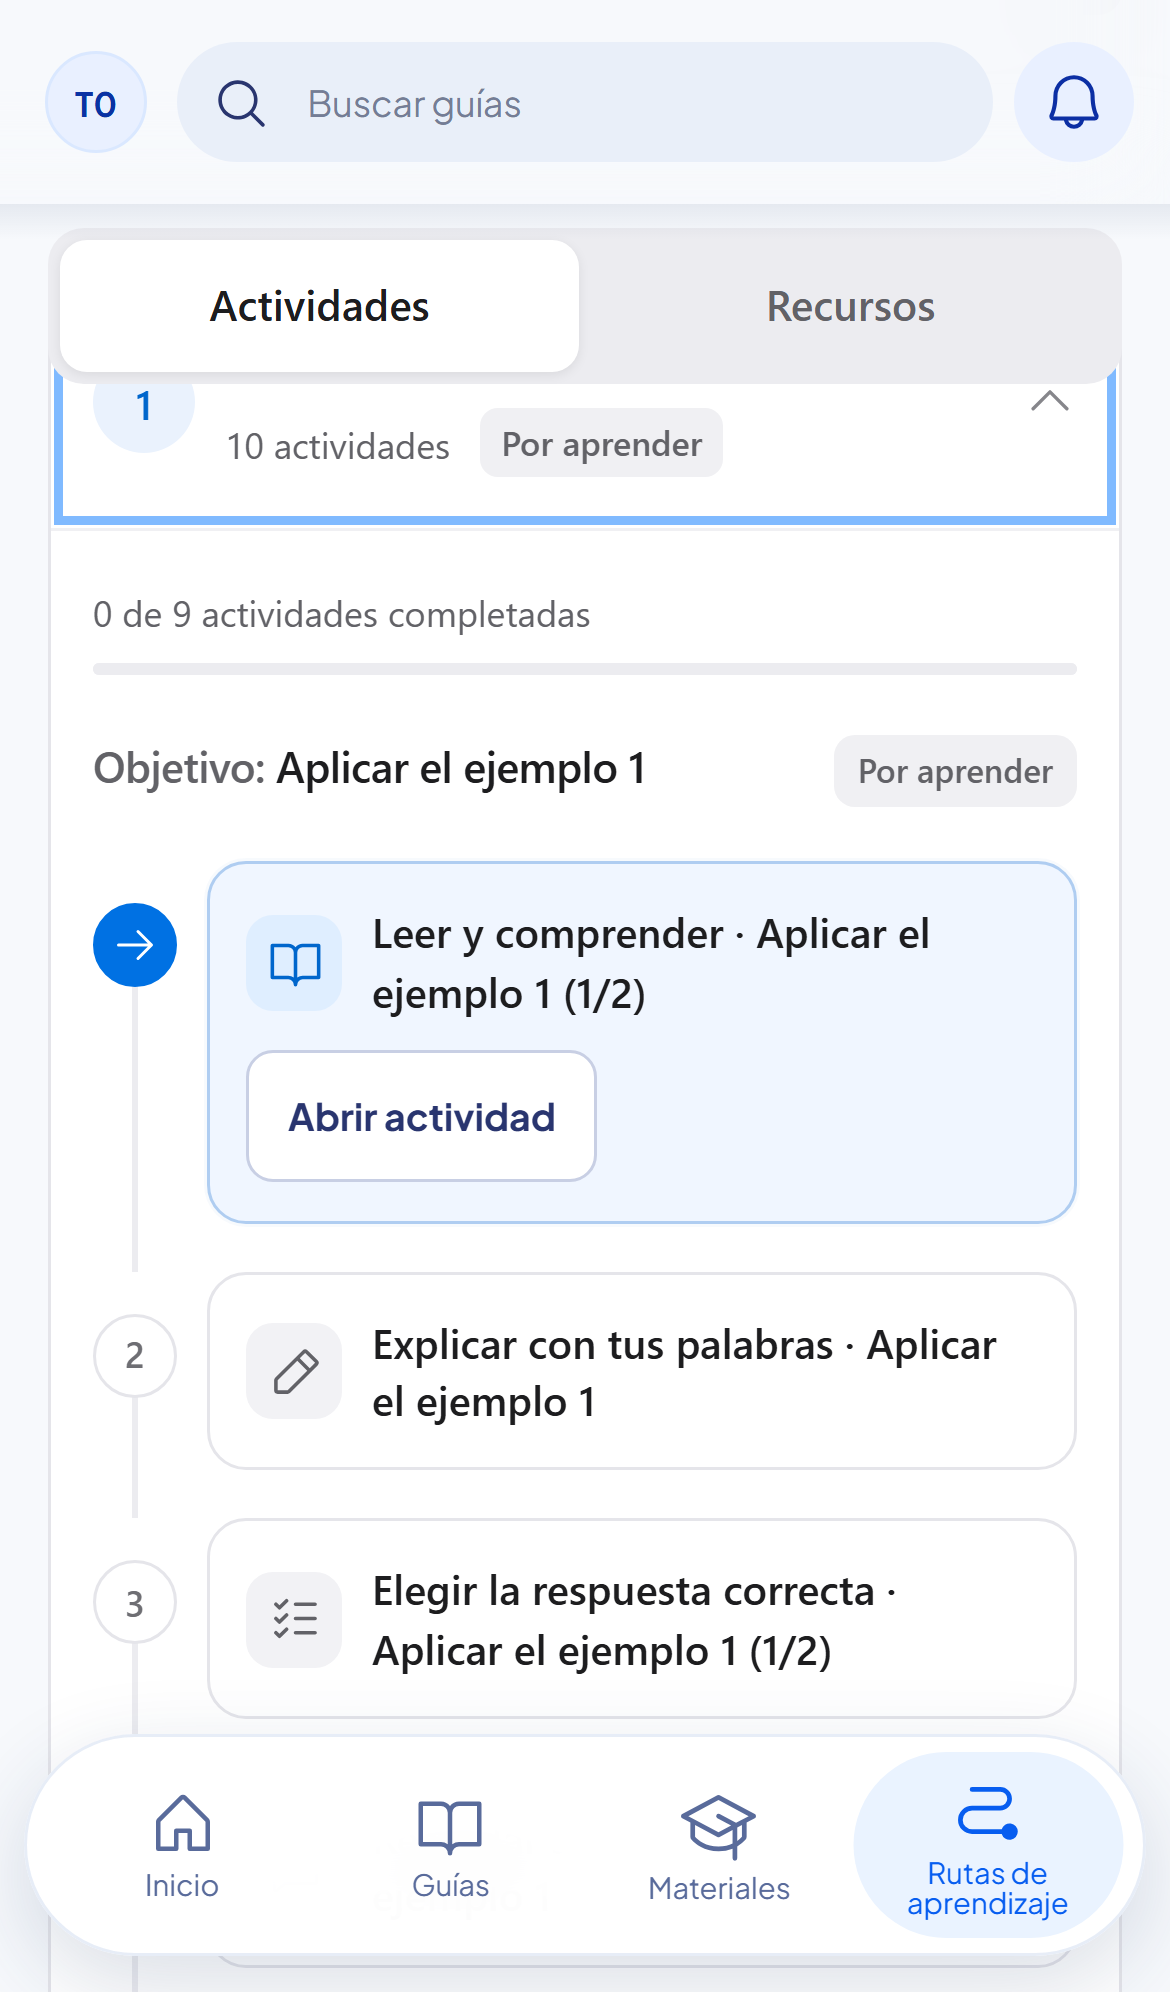 TO
Buscar guías
Actividades
Recursos
1
10 actividades
Por aprender
0 de 9 actividades completadas
Objetivo: Aplicar el ejemplo 1
Por aprender
Leer y comprender · Aplicar el
ejemplo 1 (1/2)
Abrir actividad
2
Explicar con tus palabras · Aplicar
el ejemplo 1
3
Elegir la respuesta correcta ·
Aplicar el ejemplo 1 (1/2)
Inicio
Guías
Materiales
Rutas de
aprendizaje